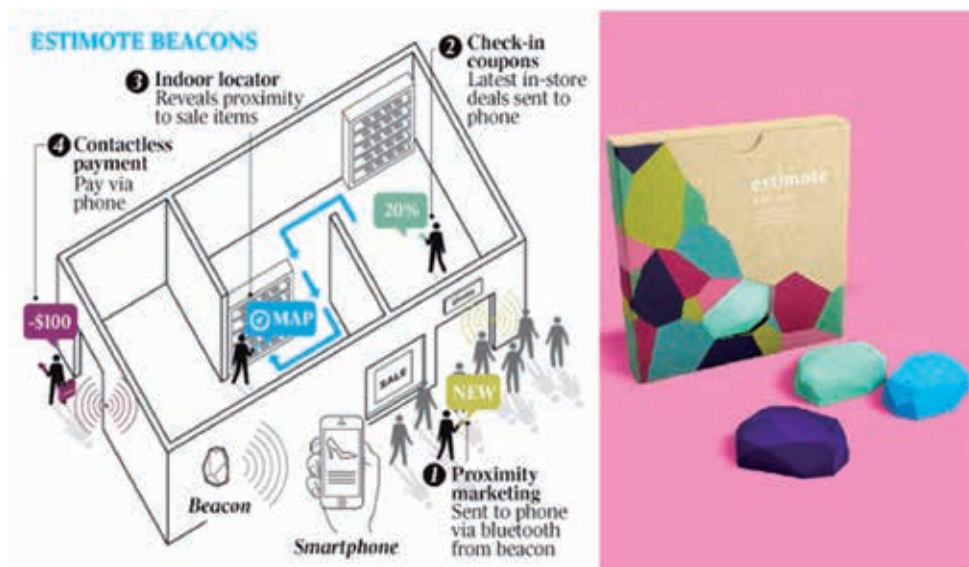 ESTIMOTE BEACONS
2 Check-in
coupons
Latest in-store
deals sent to
phone
3 Indoor locator
Reveals proximity
to sale items
4 Contactless
payment
Pay via
phone
20%
-$100
MAP
SALE
NEW
1 Proximity
marketing
Sent to phone
via bluetooth
from beacon
Beacon
Smartphone
estimote